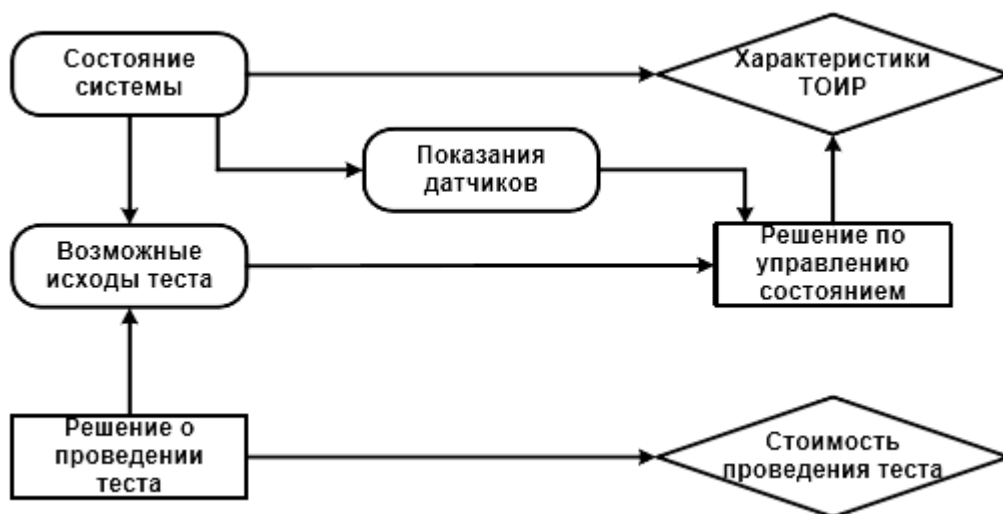 Состояние
системы
Характеристики
ТОИР
Показания
датчиков
Возможные
исходы теста
Решение по
управлению
состоянием
Решение о
проведении
теста
Стоимость
проведения теста